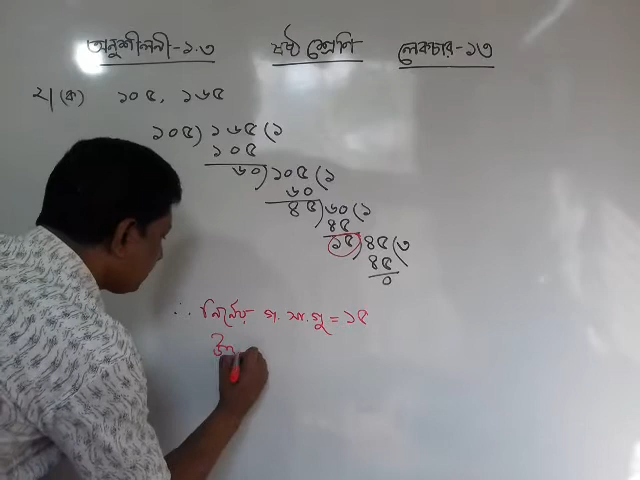 অনুশীলনী-১.৩ ষষ্ঠ শ্রেণি লেকচার-১৩
২।(ক) ১০৫, ১৬৫
১০৫) ১৬৫ (১
১০৫
৬০) ১০৫ (১
৬০
৪৫) ৬০ (১
৪৫
১৫) ৪৫ (৩
৪৫
০
∴ নির্ণেয় গ. সা. গু = ১৫
উ